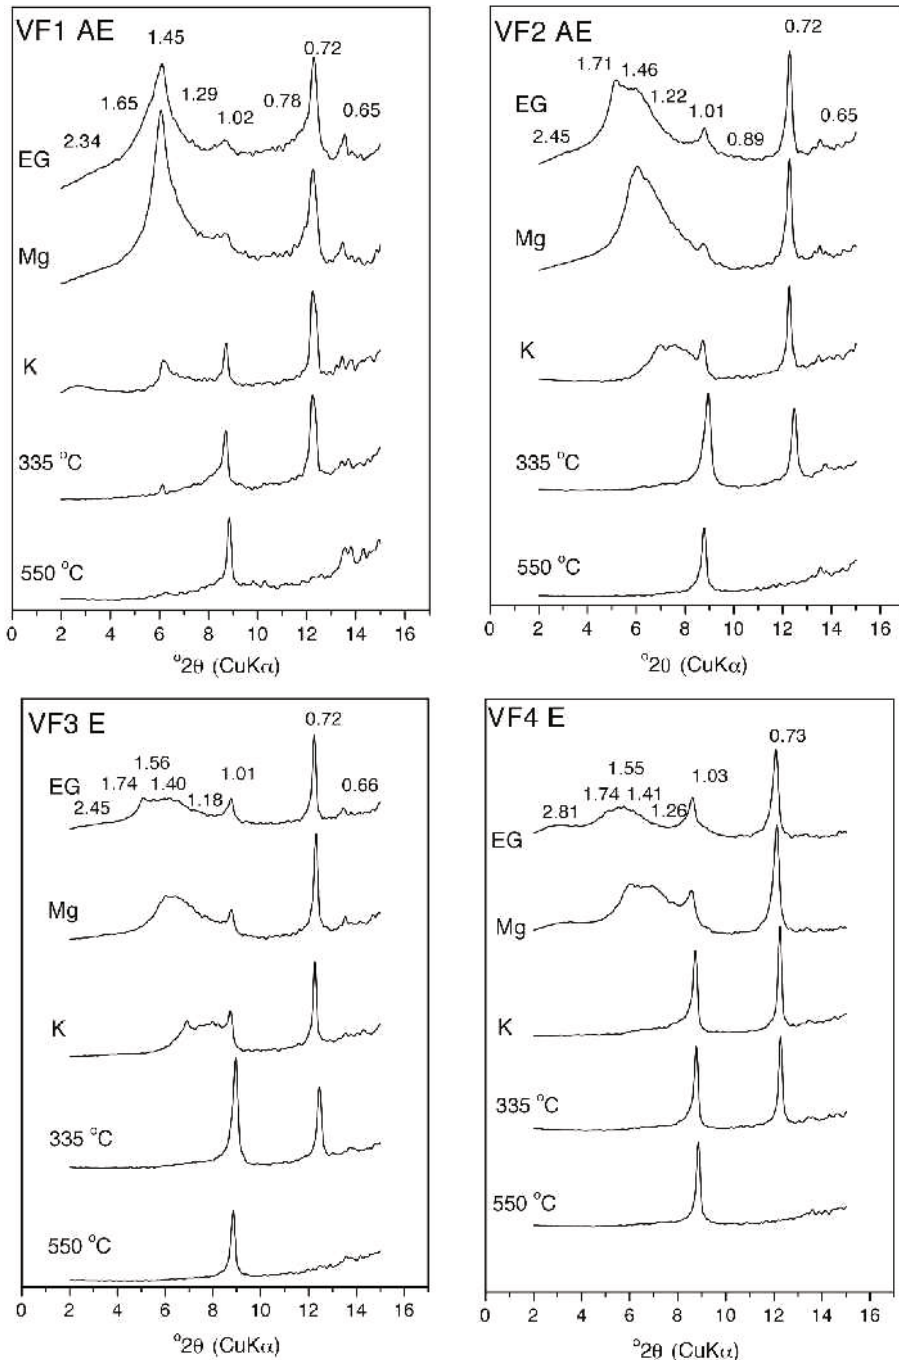 VF1 AE
1.45
0.72
1.65
1.29
0.78
1.02
0.65
2.34
EG
Mg
K
335 °C
550 °C
0 2 4 6 8 10 12 14 16
°2θ (CuKα)
VF2 AE
0.72
1.71 1.46
1.22
1.01
0.65
2.45
0.89
EG
Mg
K
335 °C
550 °C
0 2 4 6 8 10 12 14 16
°20 (CuKα)
VF3 E
0.72
1.56
1.74
1.40
1.01
2.45
1.18
0.66
EG
Mg
K
335 °C
550 °C
0 2 4 6 8 10 12 14 16
°2θ (CuKα)
VF4 E
0.73
1.55
1.03
1.74 1.41
2.81
1.26
EG
Mg
K
335 °C
550 °C
0 2 4 6 8 10 12 14 16
°2θ (CuKα)